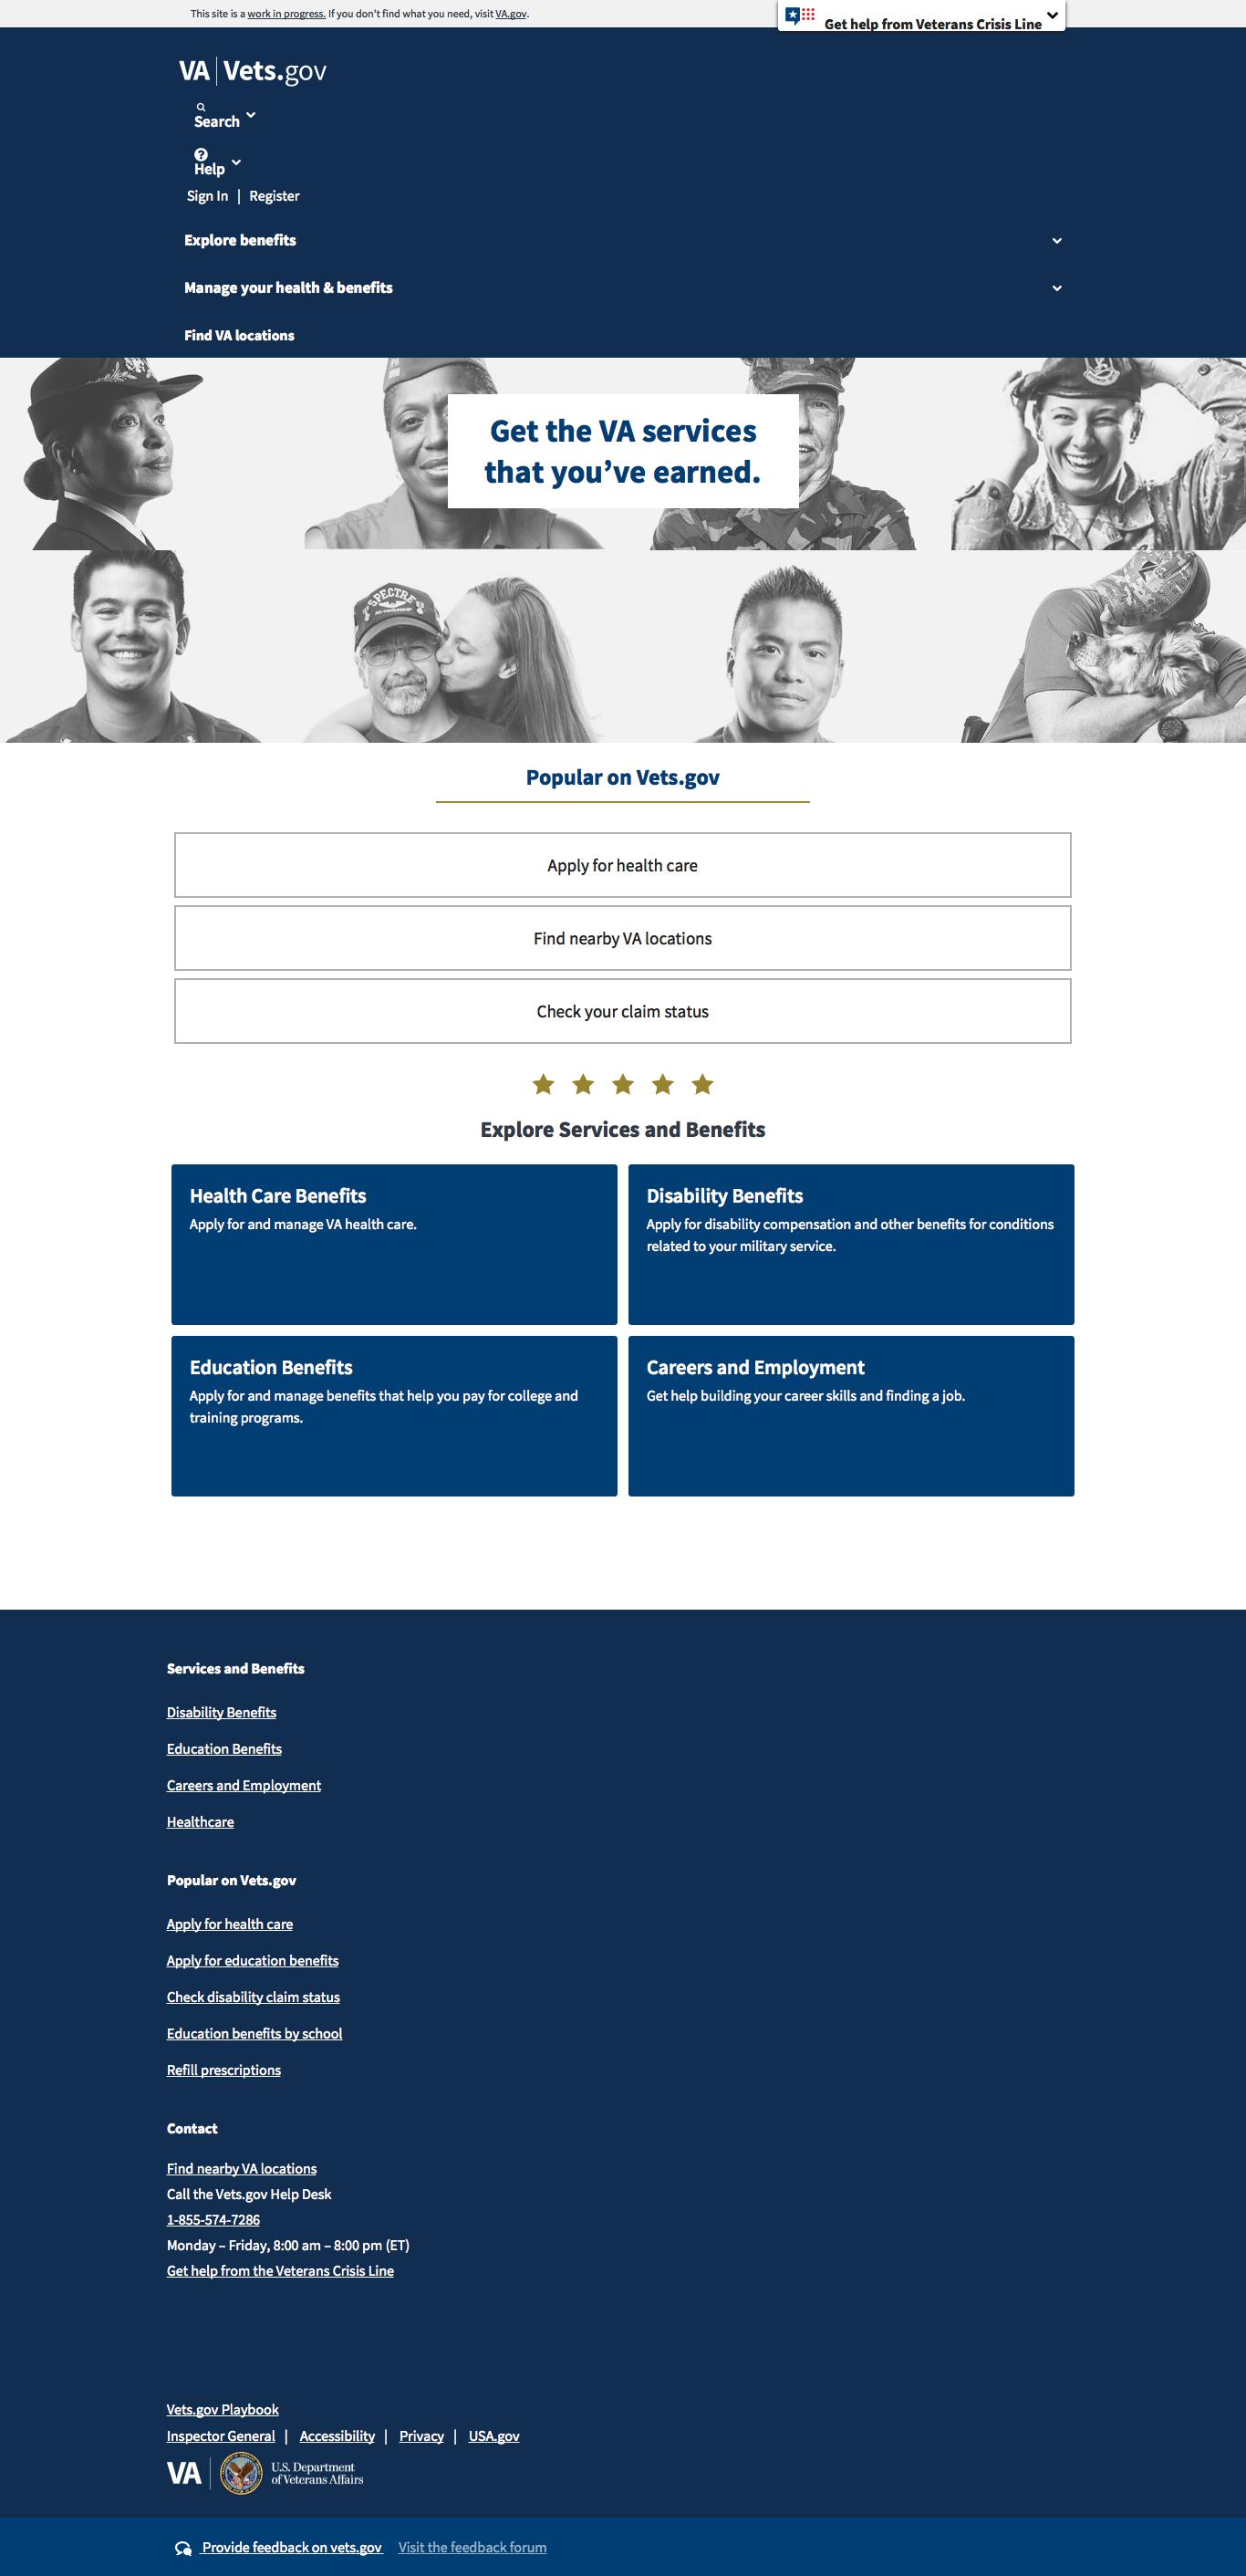 This site is a work in progress. If you don't find what you need, visit VA.gov.
Get help from Veterans Crisis Line
VA | Vets.gov
Search
Help
Sign In | Register
Explore benefits
Manage your health & benefits
Find VA locations
Get the VA services
that you’ve earned.
SPECTRE
Popular on Vets.gov
Apply for health care
Find nearby VA locations
Check your claim status
Explore Services and Benefits
Health Care Benefits
Apply for and manage VA health care.
Disability Benefits
Apply for disability compensation and other benefits for conditions
related to your military service.
Education Benefits
Apply for and manage benefits that help you pay for college and
training programs.
Careers and Employment
Get help building your career skills and finding a job.
Services and Benefits
Disability Benefits
Education Benefits
Careers and Employment
Healthcare
Popular on Vets.gov
Apply for health care
Apply for education benefits
Check disability claim status
Education benefits by school
Refill prescriptions
Contact
Find nearby VA locations
Call the Vets.gov Help Desk
1-855-574-7286
Monday – Friday, 8:00 am – 8:00 pm (ET)
Get help from the Veterans Crisis Line
Vets.gov Playbook
Inspector General | Accessibility | Privacy | USA.gov
VA | U.S. Department
of Veterans Affairs
Provide feedback on vets.gov Visit the feedback forum